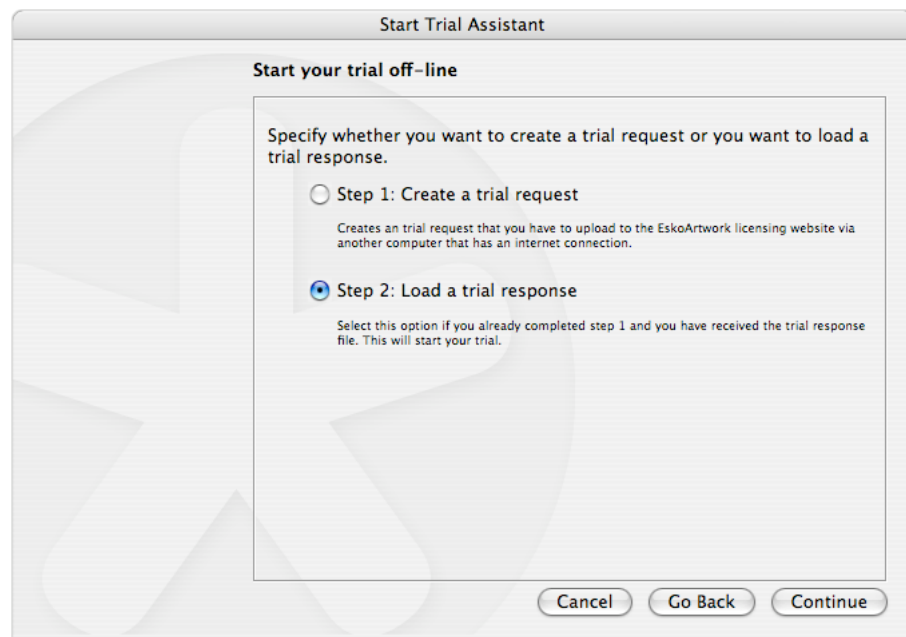 Start Trial Assistant
Start your trial off-line
Specify whether you want to create a trial request or you want to load a
trial response.
Step 1: Create a trial request
Creates an trial request that you have to upload to the EskoArtwork licensing website via
another computer that has an internet connection.
Step 2: Load a trial response
Select this option if you already completed step 1 and you have received the trial response
file. This will start your trial.
Cancel Go Back Continue